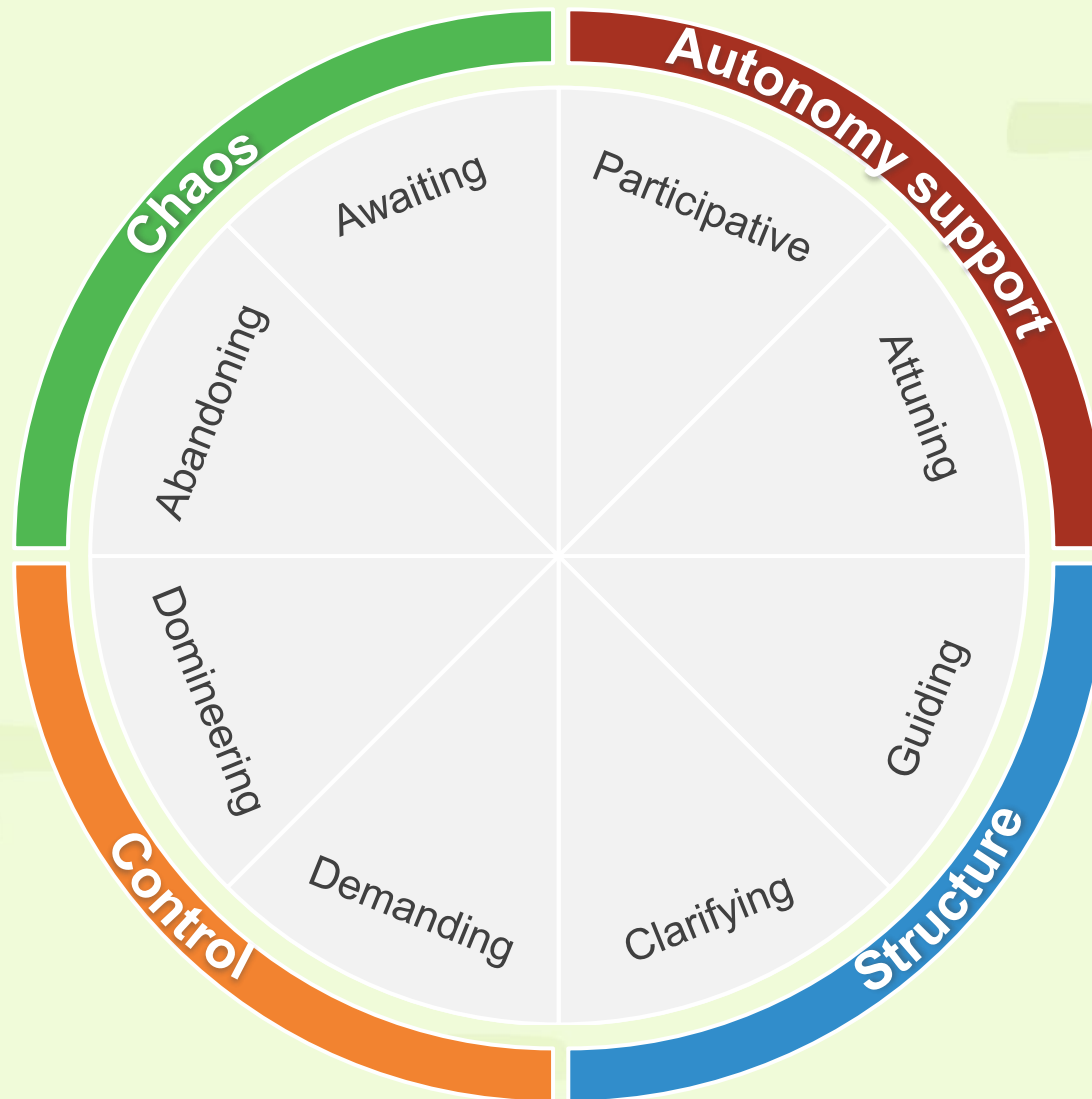 Autonomy support
Participative
Attuning
Structure
Guiding
Clarifying
Control
Demanding
Domineering
Chaos
Abandoning
Awaiting